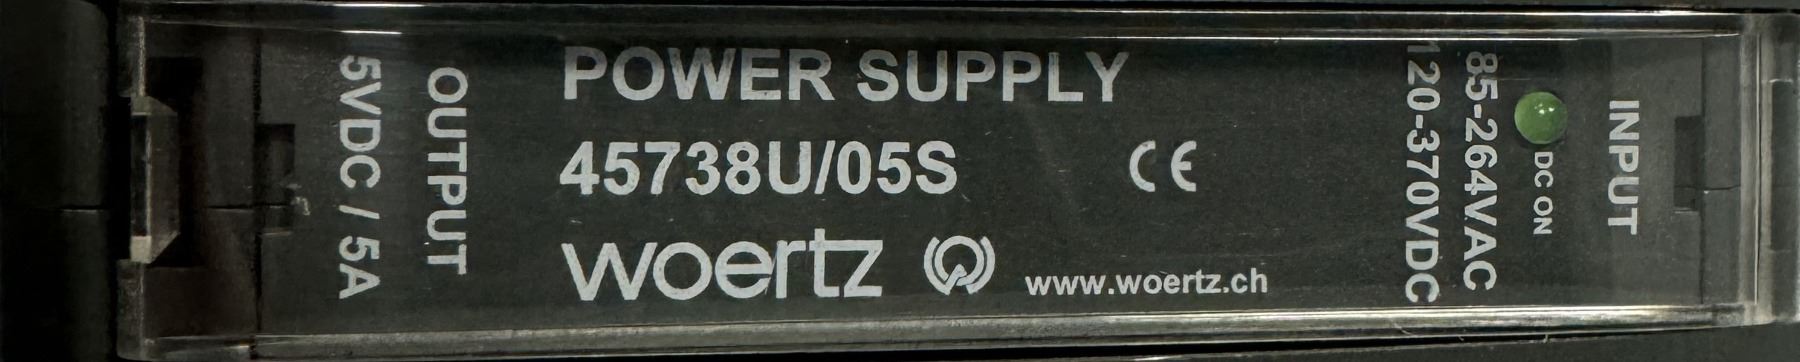 OUTPUT
5VDC / 5A
POWER SUPPLY
45738U/05S
CE
woertz
www.woertz.ch
INPUT
DC ON
85-264VAC
120-370VDC